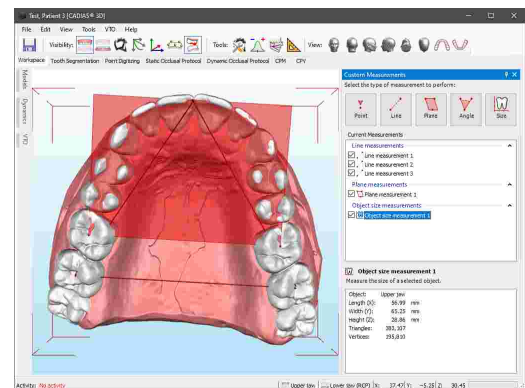 Test, Patient 3 [CADIAS® 3D]
File Edit View Tools VTO Help
Visibility: Tools: View:
Workspace Tooth Segmentation Point Digitizing Static Occlusal Protocol Dynamic Occlusal Protocol CPM CPV
Models
Dynamics
VTO
Custom Measurements
Select the type of measurement to perform:
Point Line Plane Angle Size
Current Measurements
Line measurements
Line measurement 1
Line measurement 2
Line measurement 3
Plane measurements
Plane measurement 1
Object size measurements
Object size measurement 1
Object size measurement 1
Measure the size of a selected object.
Object: Upper jaw
Length (X): 56.99 mm
Width (Y): 65.25 mm
Height (Z): 28.86 mm
Triangles: 383,107
Vertices: 195,810
Activity: No activity Upper jaw Lower jaw (RCP) X: 37.47 Y: -5.25 Z: 30.45